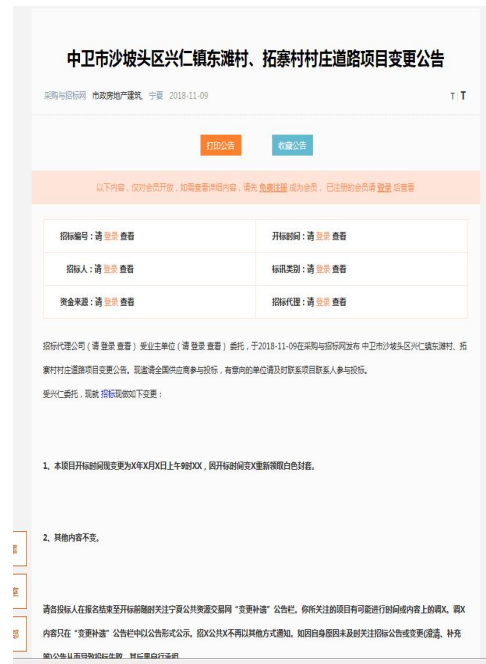 中卫市沙坡头区兴仁镇东滩村、拓寨村村庄道路项目变更公告
采购与招标网 市政房地产建筑, 宁夏 2018-11-09 T | T
打印公告 收藏公告
以下内容，仅对会员开放，如需查看详细内容，请先 免费注册 成为会员， 已注册的会员请 登录 后查看
招标编号：请 登录 查看 开标时间：请 登录 查看
招标人：请 登录 查看 标讯类别：请 登录 查看
资金来源：请 登录 查看 招标代理：请 登录 查看
招标代理公司（ 请 登录 查看 ） 受业主单位（ 请 登录 查看 ） 委托，于2018-11-09在采购与招标网发布 中卫市沙坡头区兴仁镇东滩村、拓
寨村村庄道路项目变更公告。现邀请全国供应商参与投标，有意向的单位请及时联系项目联系人参与投标。
受兴仁委托，现就 招标现做如下变更：
1、本项目开标时间现变更为X年X月X日上午9时XX，因开标时间变X重新领取白色封套。
2、其他内容不变。
请各投标人在报名结束至开标前随时关注宁夏公共资源交易网“变更补遗”公告栏。你所关注的项目有可能进行时间或内容上的调X。调X
内容只在“变更补遗”公告栏中以公告形式公示。招X公共X不再以其他方式通知。如因自身原因未及时关注招标公告或变更(澄清、补充
等)公告从而导致投标失败，其后果自行承担